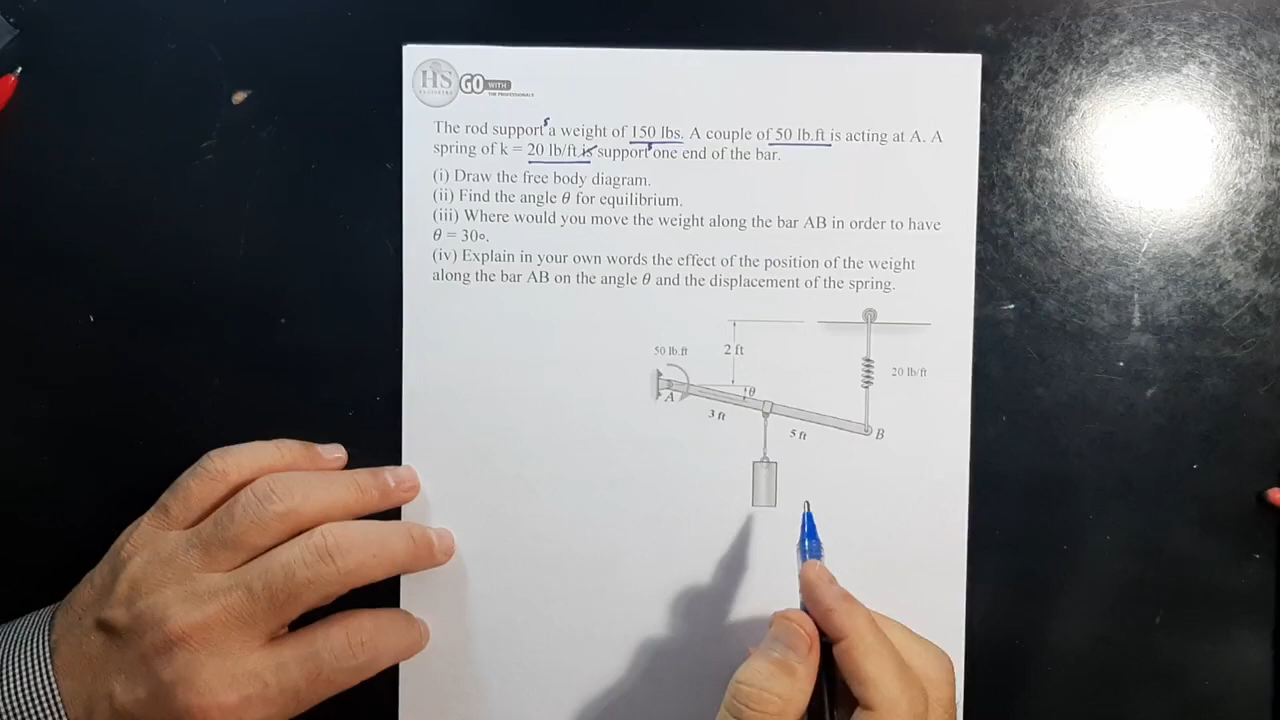 HS
GO WITH
THE PROFESSIONALS
The rod supports a weight of 150 lbs. A couple of 50 lb.ft is acting at A. A
spring of k = 20 lb/ft is supports one end of the bar.
(i) Draw the free body diagram.
(ii) Find the angle θ for equilibrium.
(iii) Where would you move the weight along the bar AB in order to have
θ = 30∘.
(iv) Explain in your own words the effect of the position of the weight
along the bar AB on the angle θ and the displacement of the spring.
50 lb.ft
2 ft
20 lb/ft
θ
A
3 ft
5 ft
B